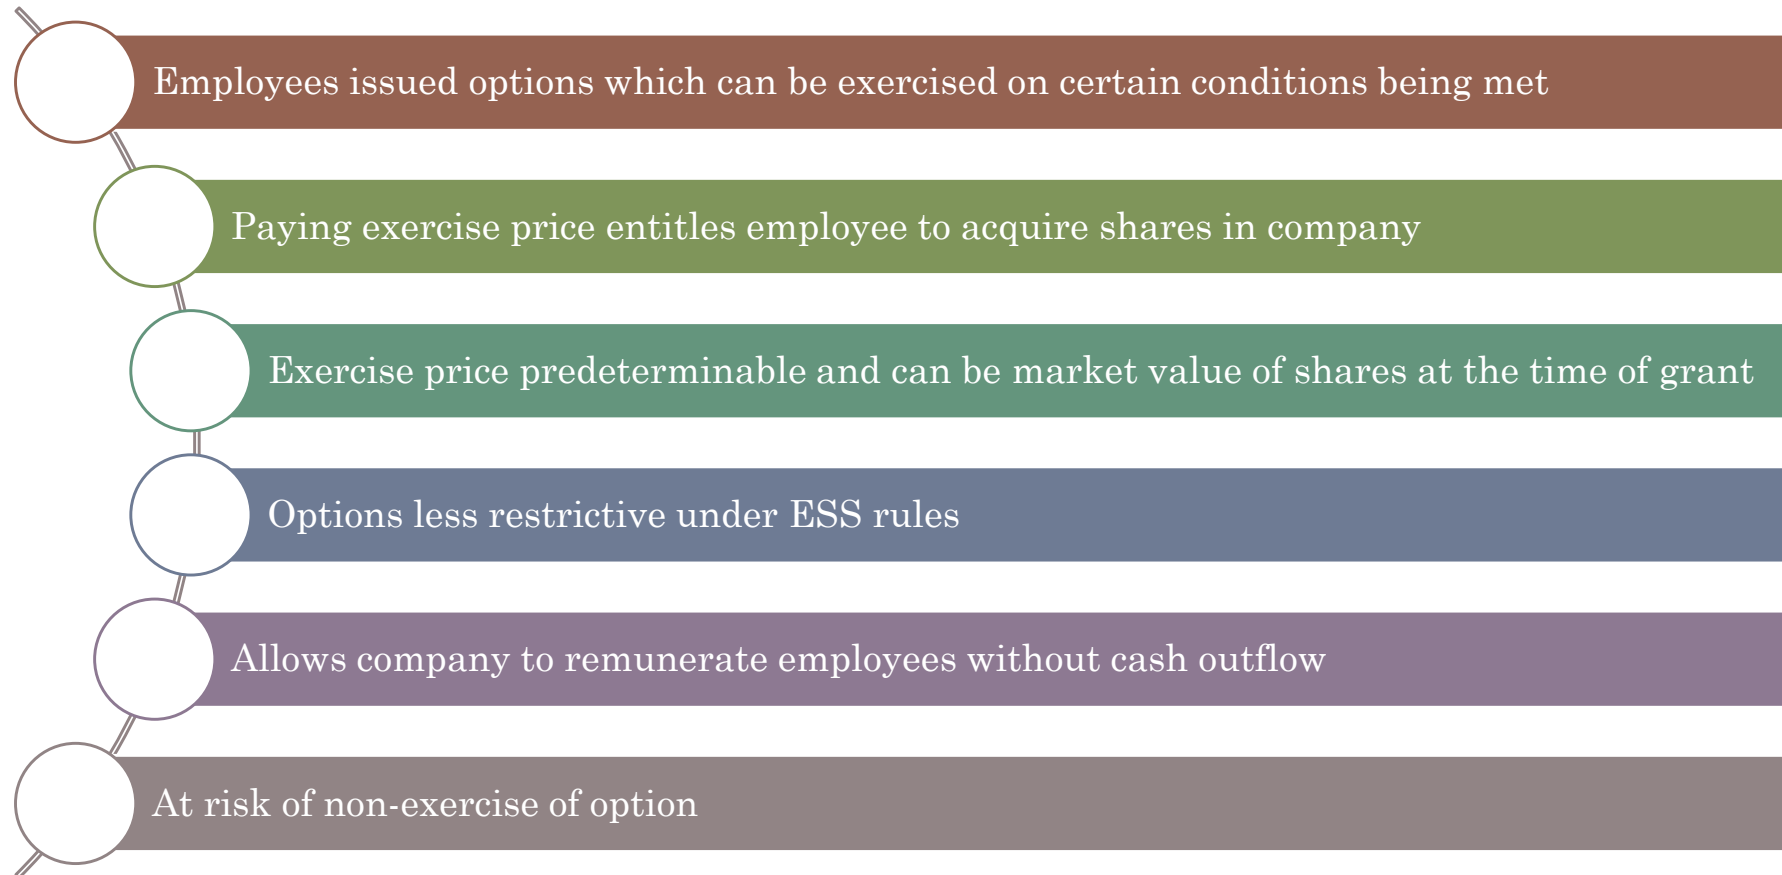 Employees issued options which can be exercised on certain conditions being met
Paying exercise price entitles employee to acquire shares in company
Exercise price predeterminable and can be market value of shares at the time of grant
Options less restrictive under ESS rules
Allows company to remunerate employees without cash outflow
At risk of non-exercise of option